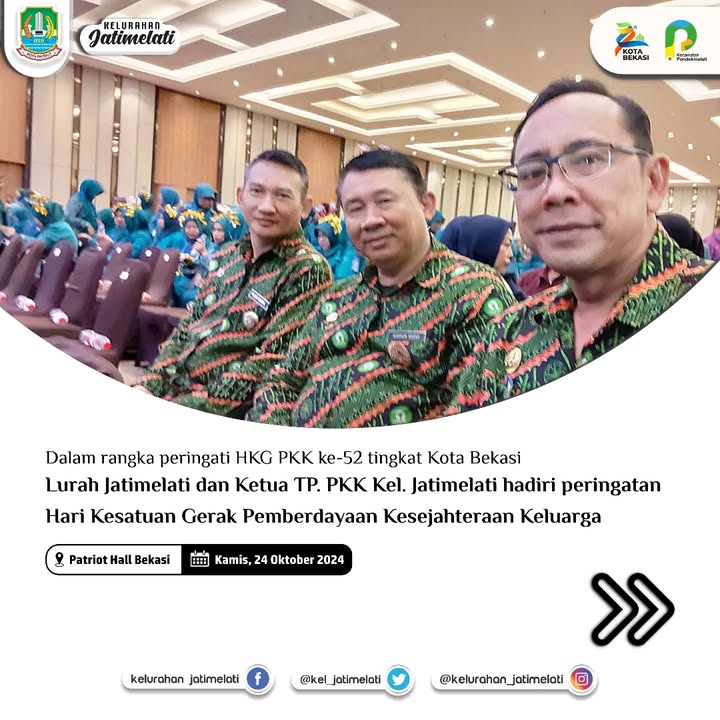 KELURAHAN
Jatimelati
KOTA
BEKASI
Kecamatan
Pondokmelati
Dalam rangka peringati HKG PKK ke-52 tingkat Kota Bekasi
Lurah Jatimelati dan Ketua TP. PKK Kel. Jatimelati hadiri peringatan
Hari Kesatuan Gerak Pemberdayaan Kesejahteraan Keluarga
Patriot Hall Bekasi
Kamis, 24 Oktober 2024
kelurahan jatimelati
@kel_jatimelati
@kelurahan_jatimelati